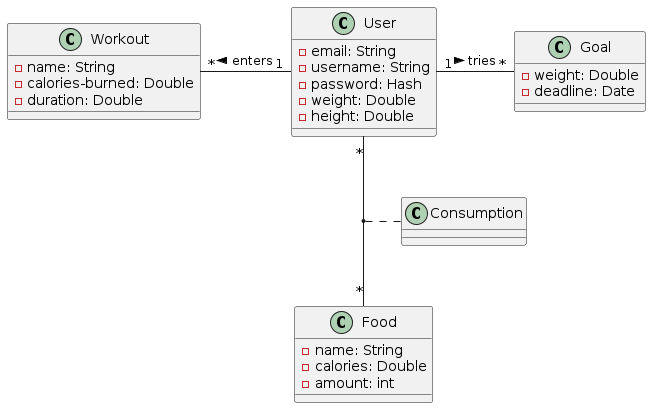 C Workout
name: String
calories-burned: Double
duration: Double
* enters 1
C User
email: String
username: String
password: Hash
weight: Double
height: Double
1 tries *
C Goal
weight: Double
deadline: Date
*
C Consumption
*
C Food
name: String
calories: Double
amount: int